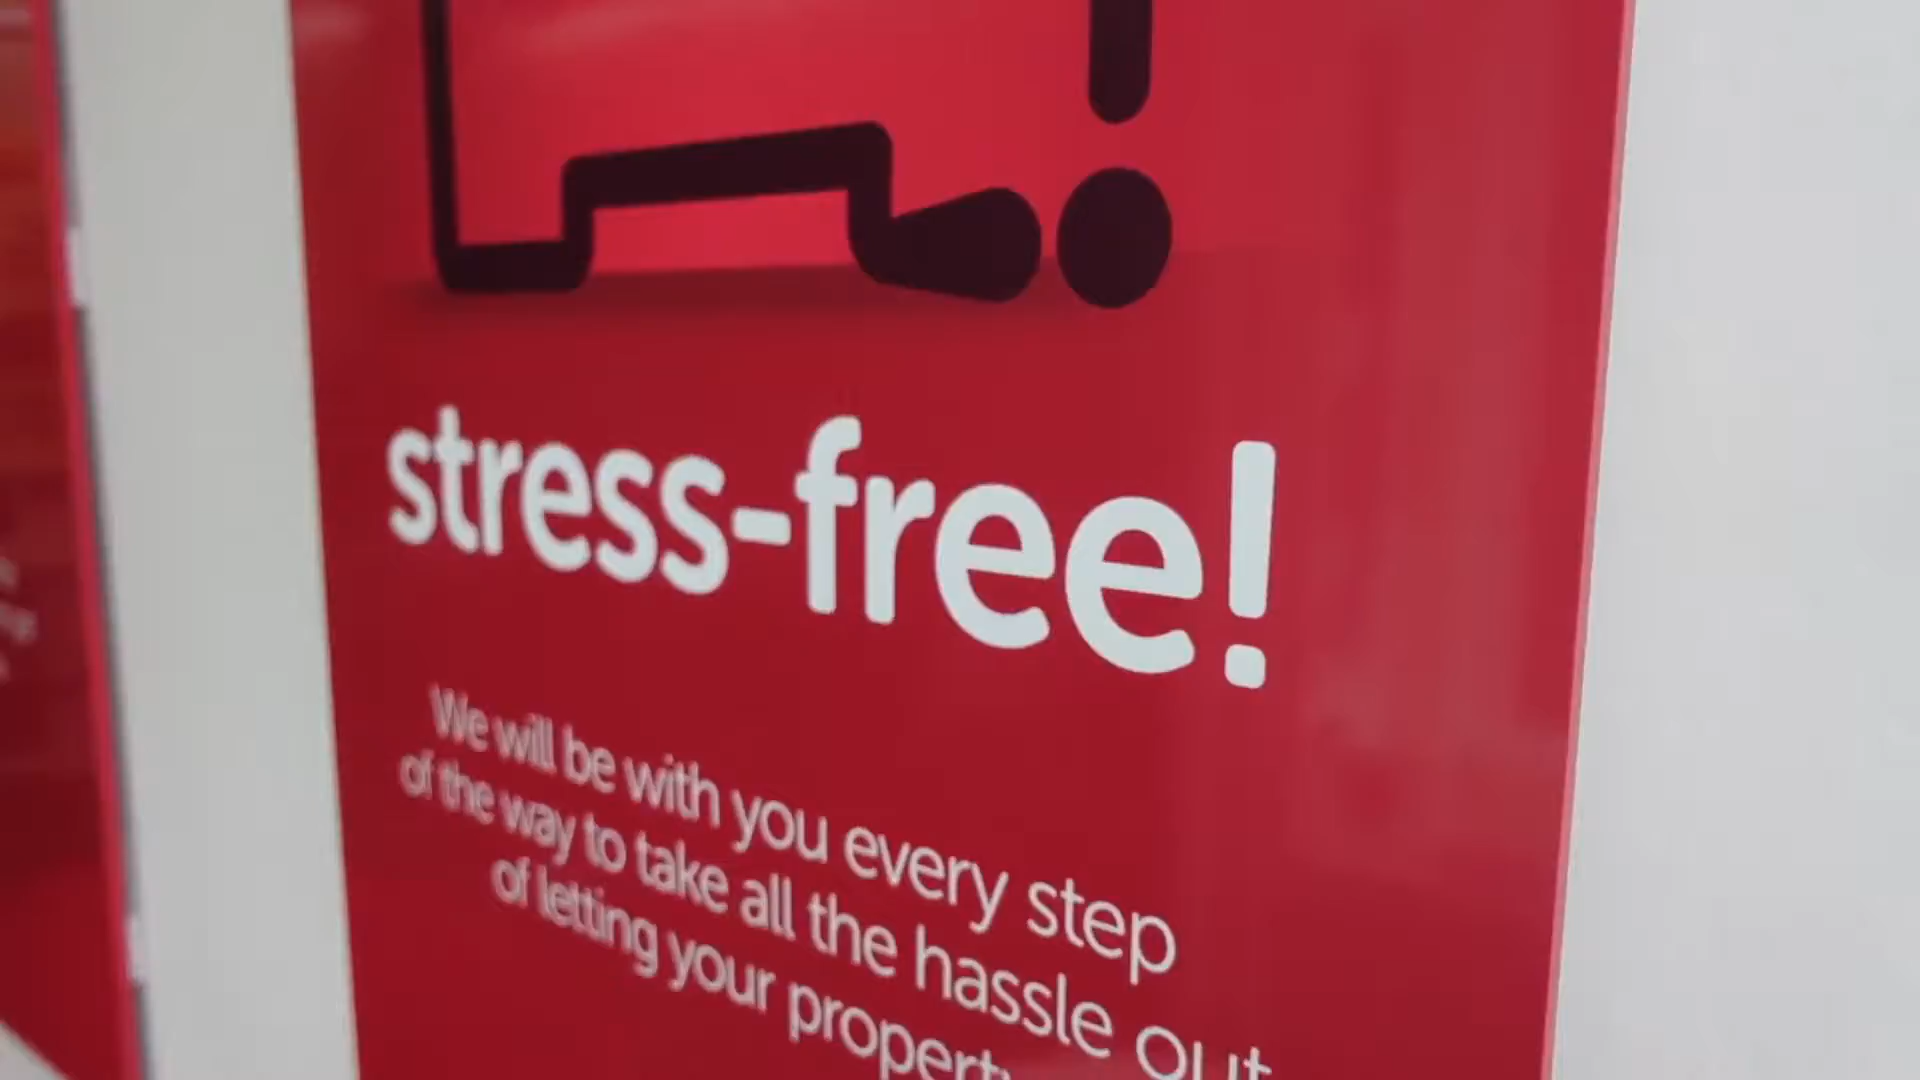 stress-free!
We will be with you every step
of the way to take all the hassle out
of letting your property